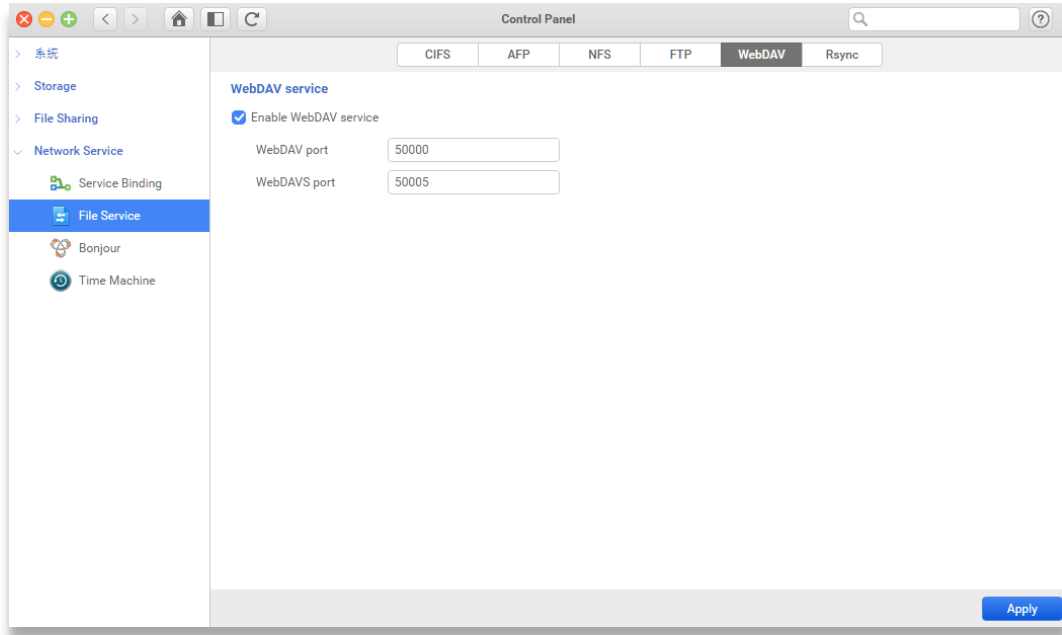 Control Panel
系統
Storage
File Sharing
Network Service
Service Binding
File Service
Bonjour
Time Machine
CIFS AFP NFS FTP WebDAV Rsync
WebDAV service
Enable WebDAV service
WebDAV port 50000
WebDAVS port 50005
Apply